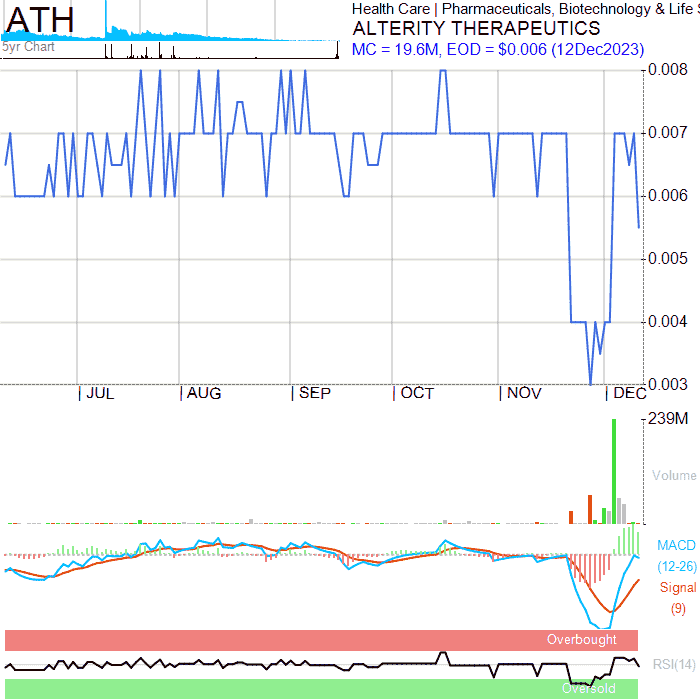 ATH
5yr Chart
Health Care | Pharmaceuticals, Biotechnology & Life S
ALTERITY THERAPEUTICS
MC = 19.6M, EOD = $0.006 (12Dec2023)
0.008
0.007
0.006
0.005
0.004
0.003
JUL
AUG
SEP
OCT
NOV
DEC
239M
Volume
MACD
(12-26)
Signal
(9)
Overbought
RSI(14)
Oversold